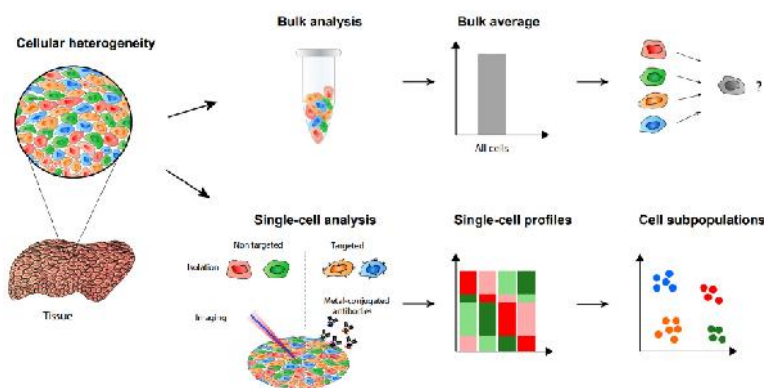 Cellular heterogeneity
Tissue
Bulk analysis
Bulk average
All cells
?
Single-cell analysis
Non targeted
Targeted
Isolation
Metal-conjugated
antibodies
Imaging
Single-cell profiles
Cell subpopulations